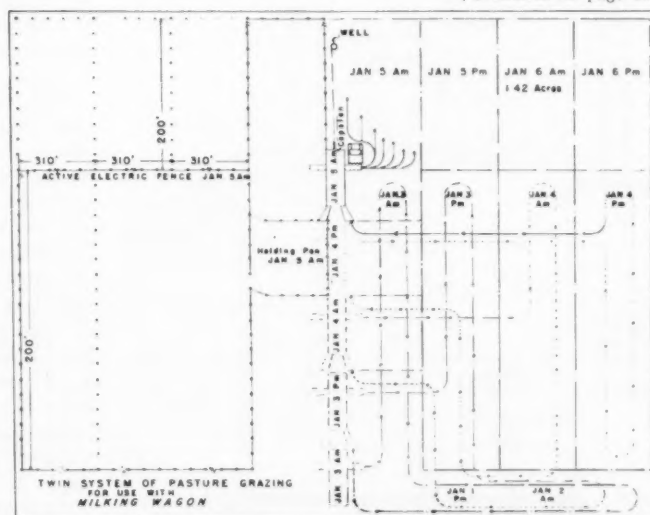 WELL
JAN 5 Am
JAN 5 Pm
JAN 6 Am
JAN 6 Pm
1.42 Acres
200'
310'
310'
310'
ACTIVE ELECTRIC FENCE JAN 5 Am
Capstan
JAN 5 Am
JAN 3
Am
JAN 3
Pm
JAN 4
Am
JAN 4
Pm
Holding Pan
JAN 5 Am
JAN 4 Pm
JAN 4 Am
JAN 3 Pm
JAN 3 Am
200'
TWIN SYSTEM OF PASTURE GRAZING
FOR USE WITH
MILKING WAGON
JAN 1
Pm
JAN 2
Am